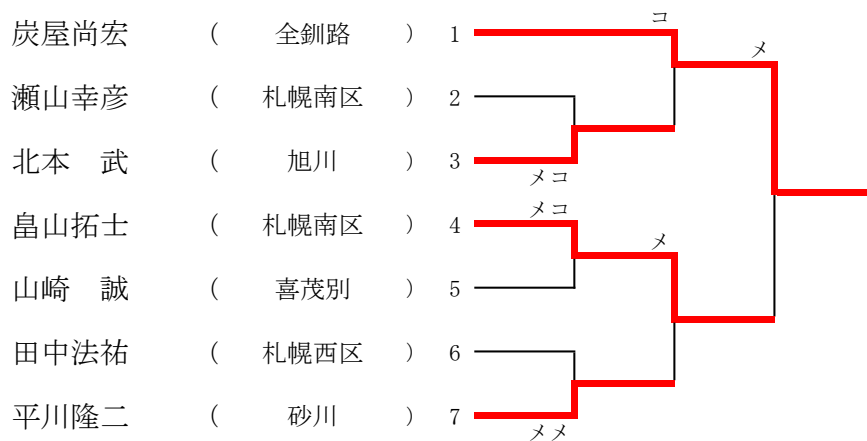 炭屋尚宏 ( 全釧路 ) 1 コ メ
瀬山幸彦 ( 札幌南区 ) 2
北本 武 ( 旭川 ) 3 メコ
畠山拓士 ( 札幌南区 ) 4 メコ メ
山崎 誠 ( 喜茂別 ) 5
田中法祐 ( 札幌西区 ) 6
平川隆二 ( 砂川 ) 7 メメ